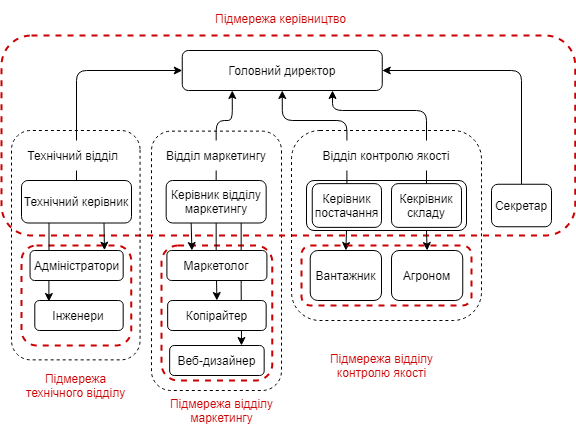 Підмережа керівництво
Головний директор
Технічний відділ
Відділ маркетингу
Відділ контролю якості
Технічний керівник
Керівник відділу
маркетингу
Керівник
постачання
Кекрівник
складу
Секретар
Адміністратори
Маркетолог
Вантажник
Агроном
Інженери
Копірайтер
Веб-дизайнер
Підмережа
технічного відділу
Підмережа відділу
маркетингу
Підмережа відділу
контролю якості